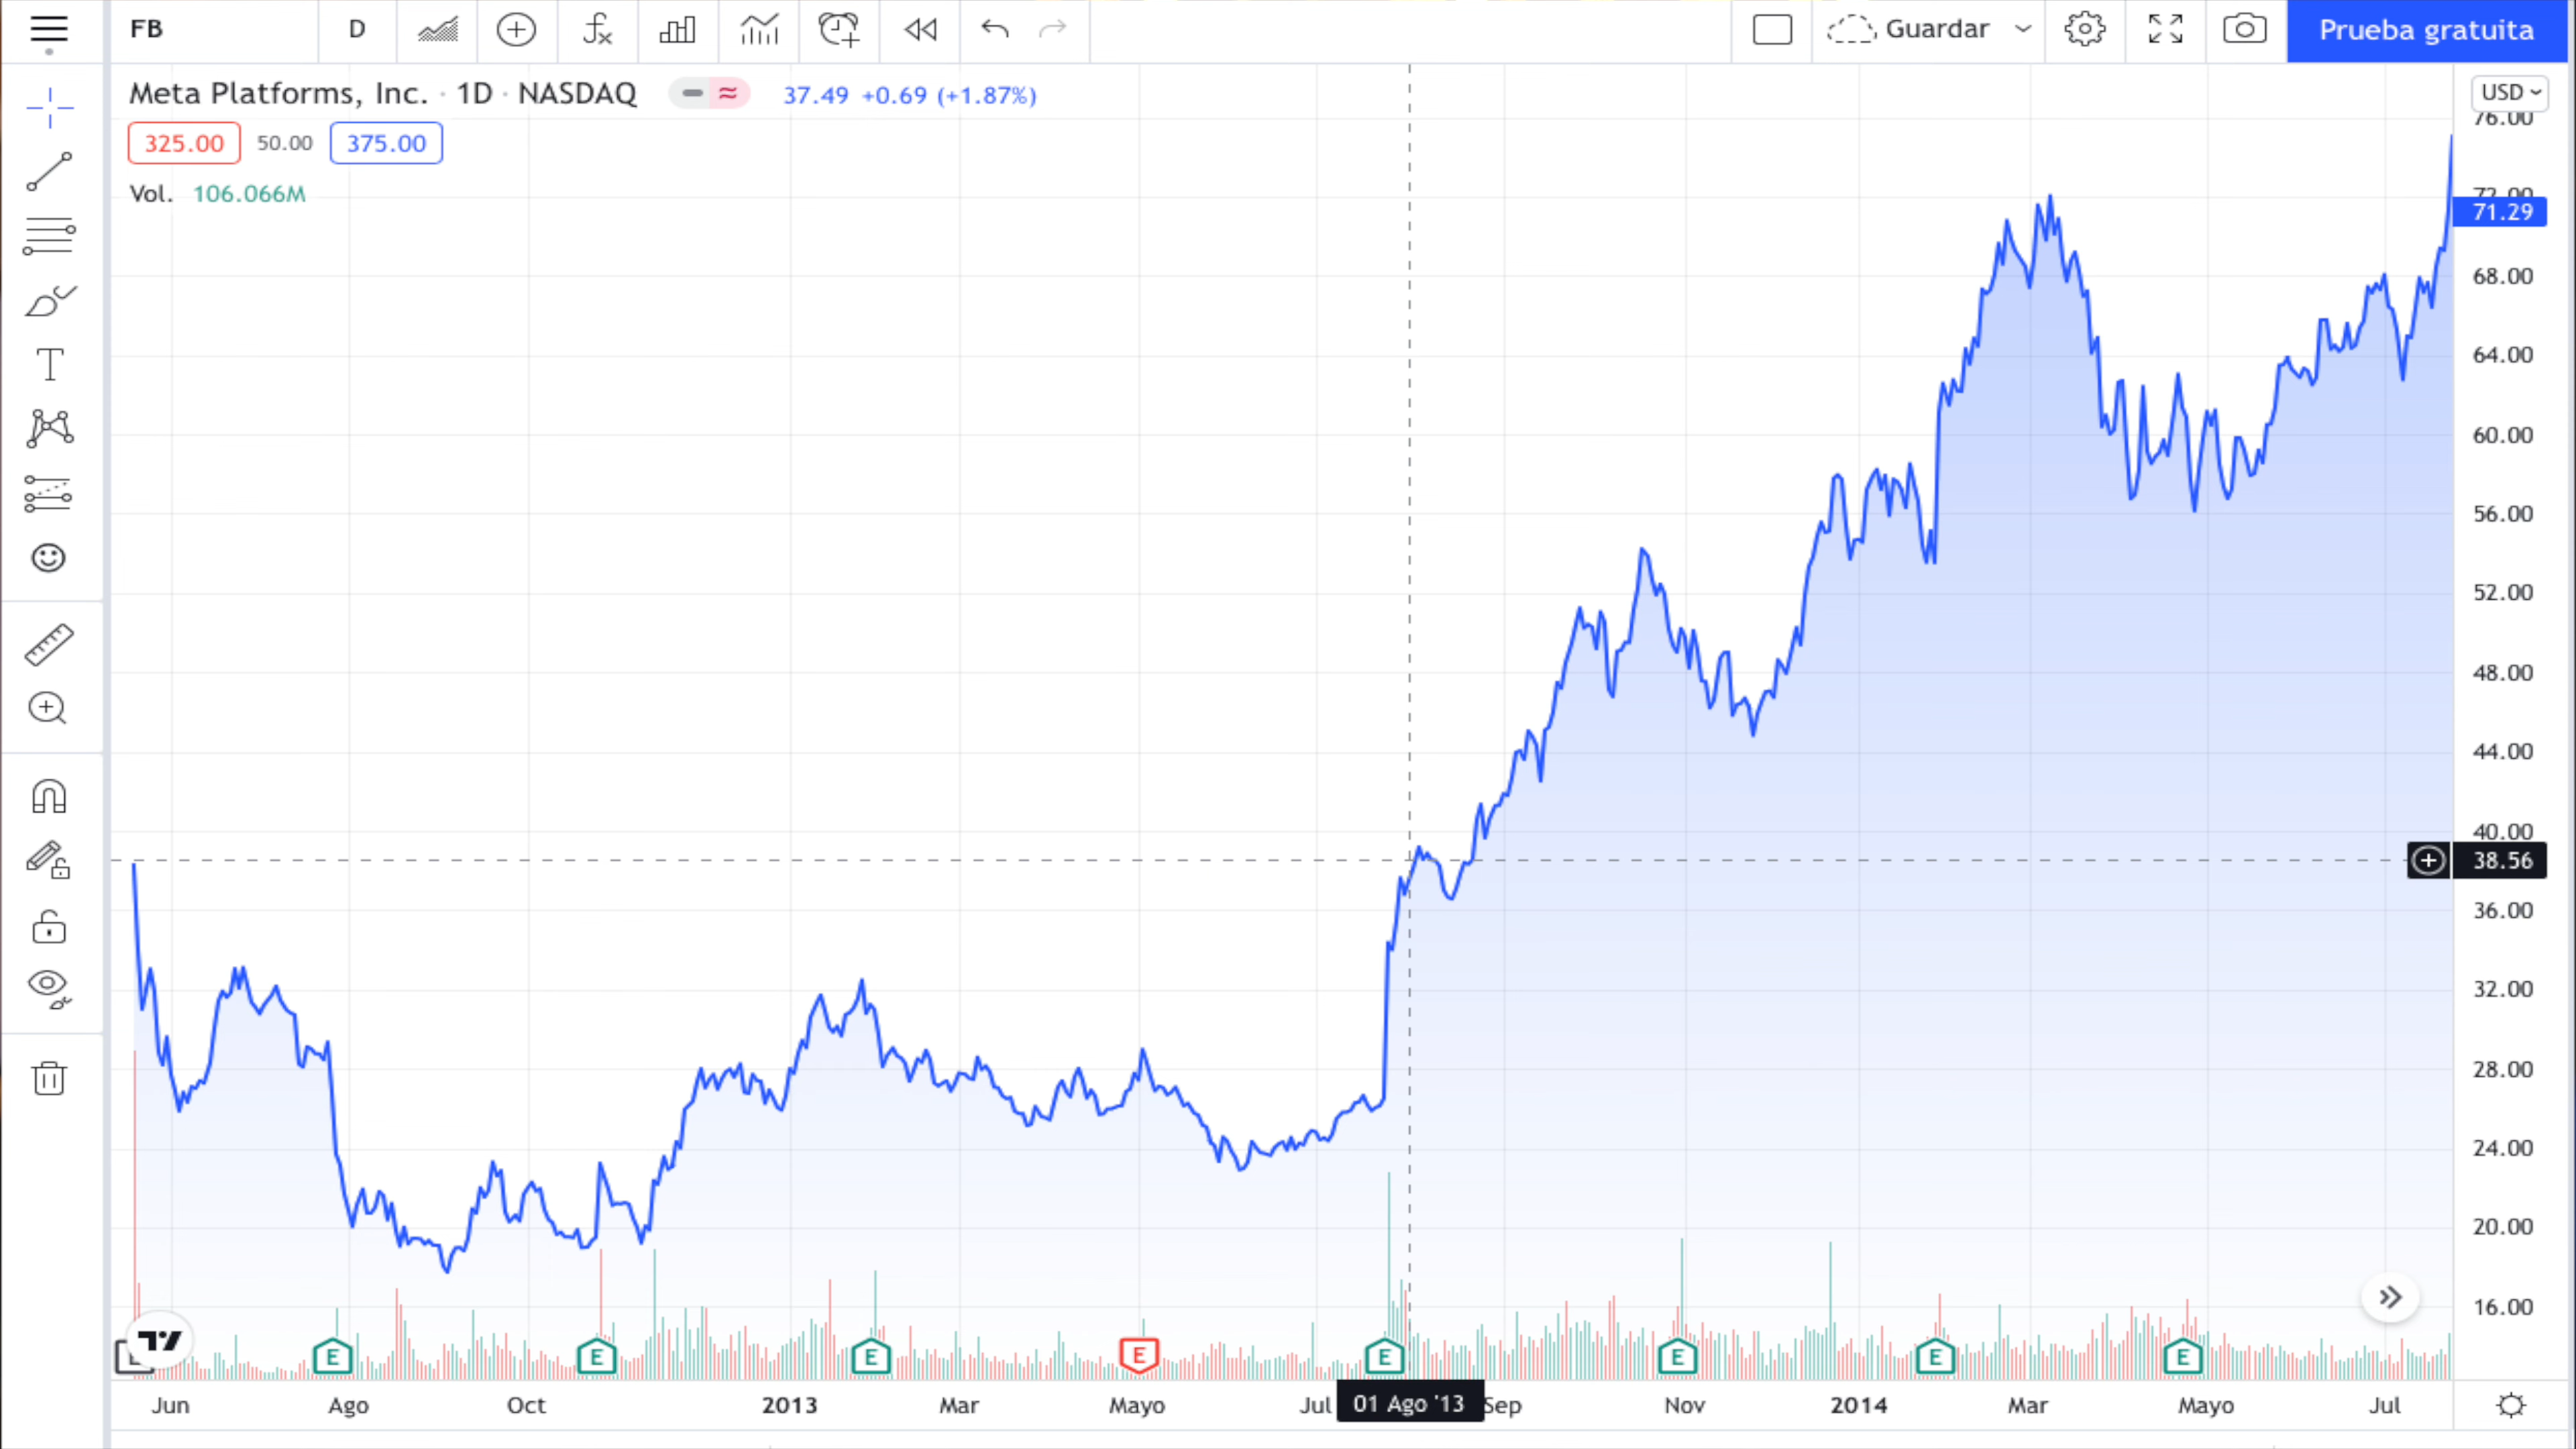 FB D Guardar Prueba gratuita
Meta Platforms, Inc. · 1D · NASDAQ 37.49 +0.69 (+1.87%)
USD
76.00
325.00 50.00 375.00
Vol. 106.066M
72.00
71.29
68.00
64.00
60.00
56.00
52.00
48.00
44.00
40.00
38.56
36.00
32.00
28.00
24.00
20.00
16.00
E E E E E E E E
Jun Ago Oct 2013 Mar Mayo Jul 01 Ago '13 Sep Nov 2014 Mar Mayo Jul